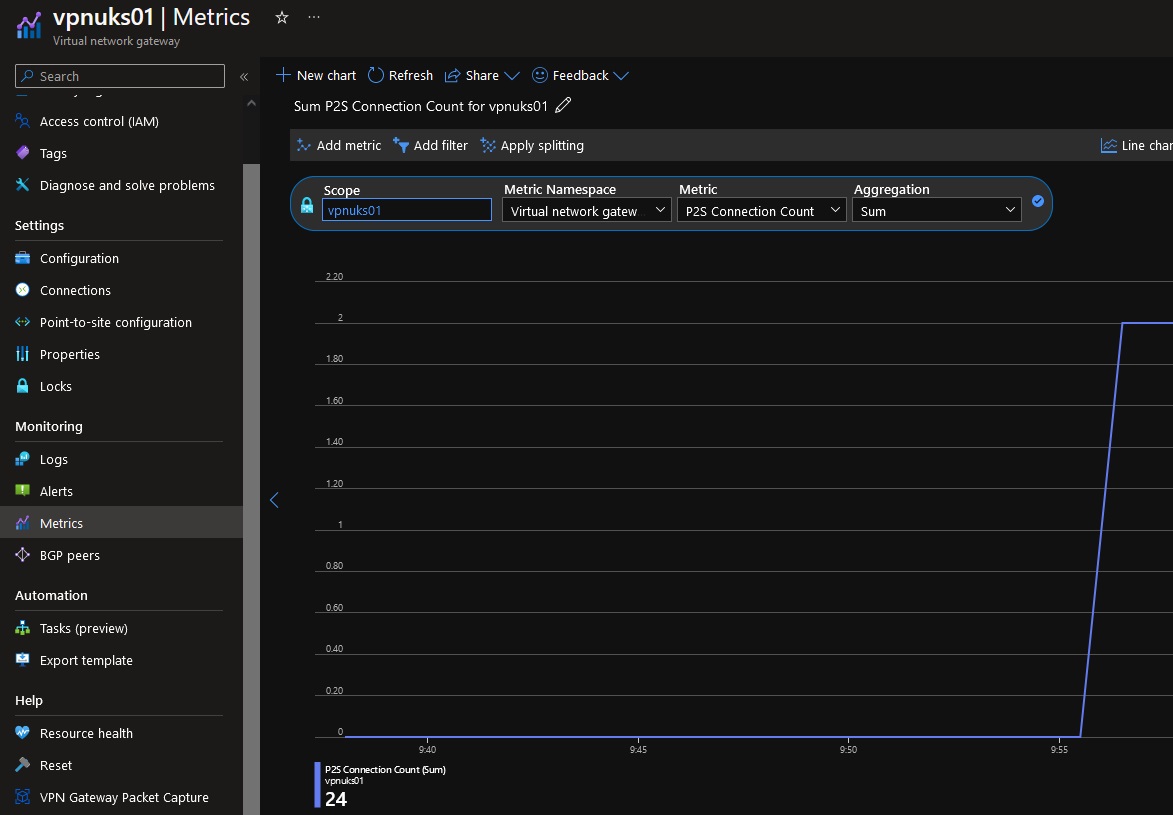 vpnuks01 | Metrics
Virtual network gateway
Search
Access control (IAM)
Tags
Diagnose and solve problems
Settings
Configuration
Connections
Point-to-site configuration
Properties
Locks
Monitoring
Logs
Alerts
Metrics
BGP peers
Automation
Tasks (preview)
Export template
Help
Resource health
Reset
VPN Gateway Packet Capture
New chart Refresh Share Feedback
Sum P2S Connection Count for vpnuks01
Add metric Add filter Apply splitting Line char
Scope Metric Namespace Metric Aggregation
vpnuks01 Virtual network gatew P2S Connection Count Sum
2.20
2
1.80
1.60
1.40
1.20
1
0.80
0.60
0.40
0.20
0
9:40 9:45 9:50 9:55
P2S Connection Count (Sum)
vpnuks01
24